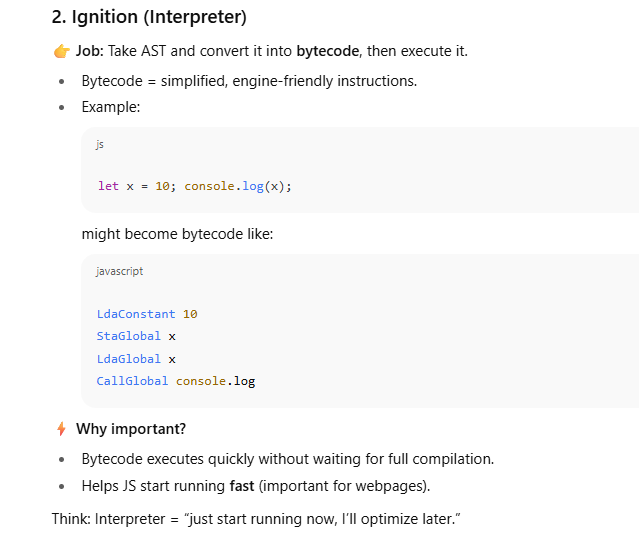 2. Ignition (Interpreter)
👉 Job: Take AST and convert it into bytecode, then execute it.
• Bytecode = simplified, engine-friendly instructions.
• Example:
js
let x = 10; console.log(x);
might become bytecode like:
javascript
LdaConstant 10
StaGlobal x
LdaGlobal x
CallGlobal console.log
⚡ Why important?
• Bytecode executes quickly without waiting for full compilation.
• Helps JS start running fast (important for webpages).
Think: Interpreter = “just start running now, I’ll optimize later.”